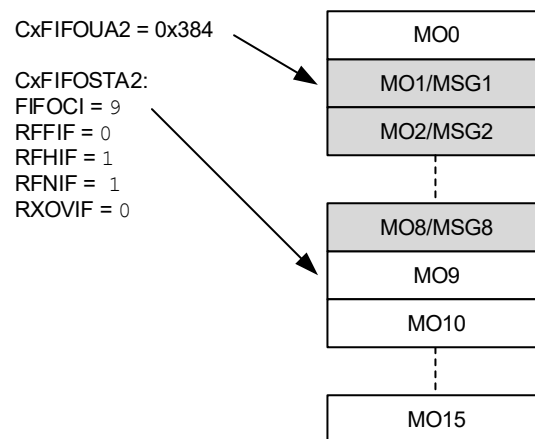 CxFIFOUA2 = 0x384
CxFIFOSTA2:
FIFOCI = 9
RFFIF = 0
RFHIF = 1
RFNIF = 1
RXOVIF = 0
MO0
MO1/MSG1
MO2/MSG2
MO8/MSG8
MO9
MO10
MO15